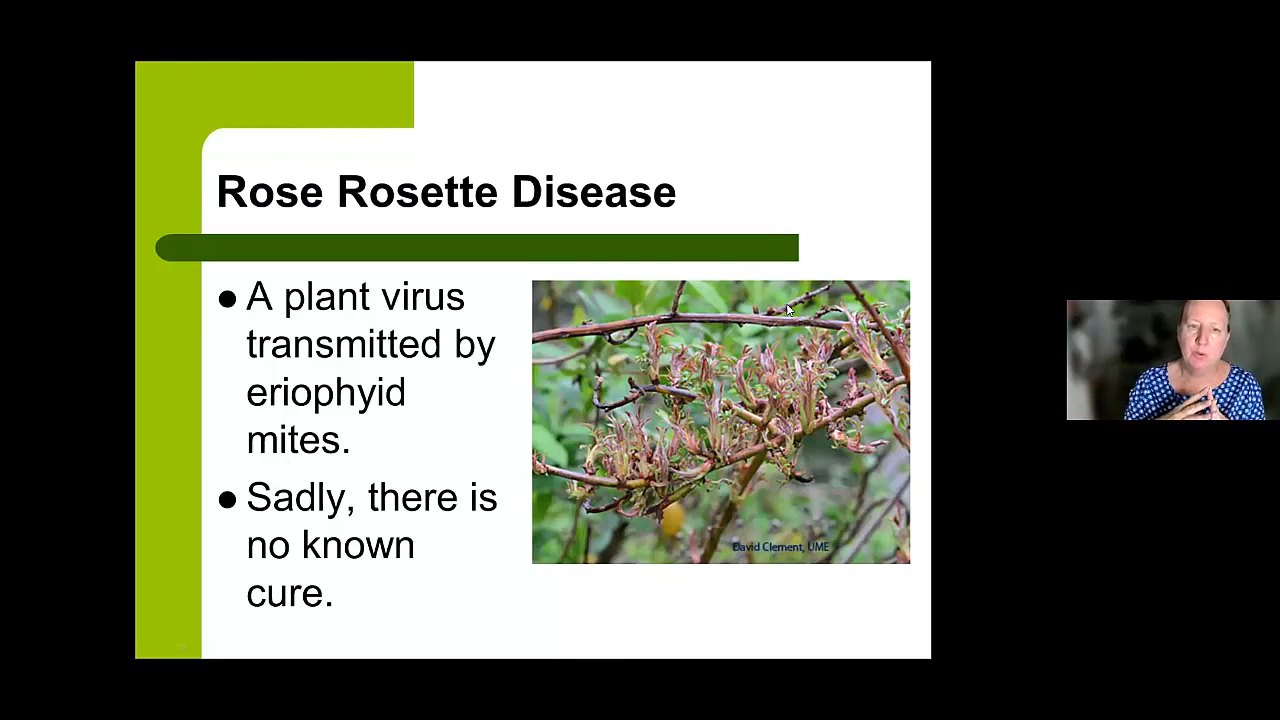 Rose Rosette Disease
● A plant virus
transmitted by
eriophyid
mites.
● Sadly, there is
no known
cure.
David Clement, UME